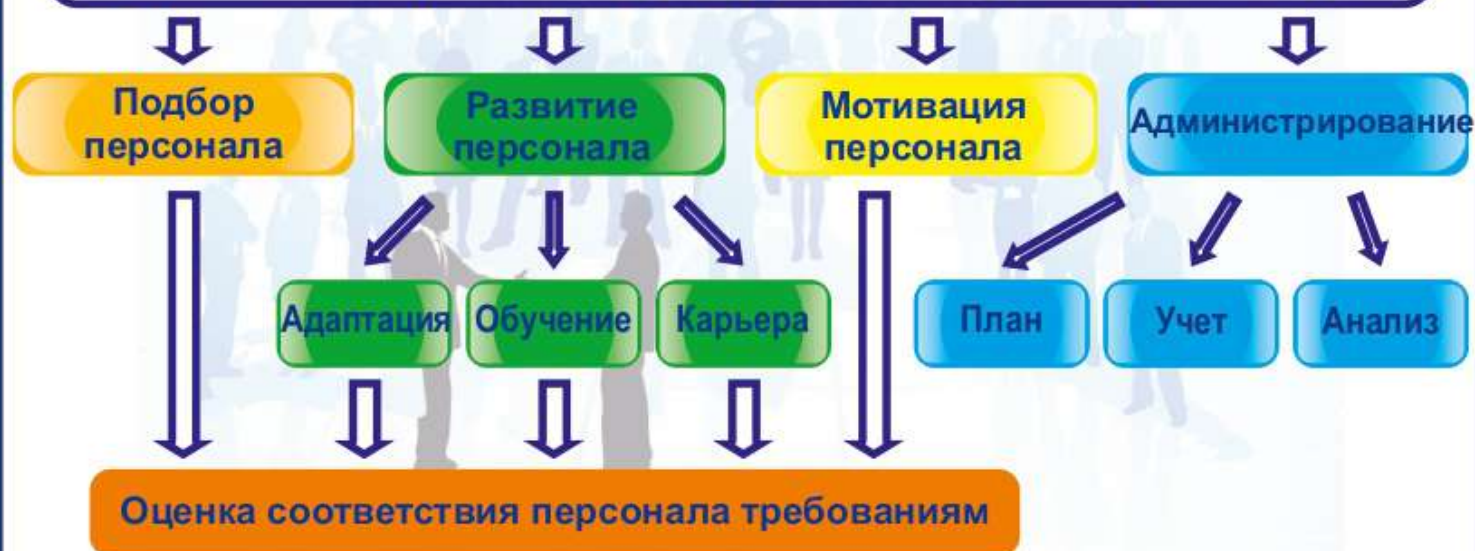 Подбор
персонала
Развитие
персонала
Мотивация
персонала
Администрирование
Адаптация
Обучение
Карьера
План
Учет
Анализ
Оценка соответствия персонала требованиям